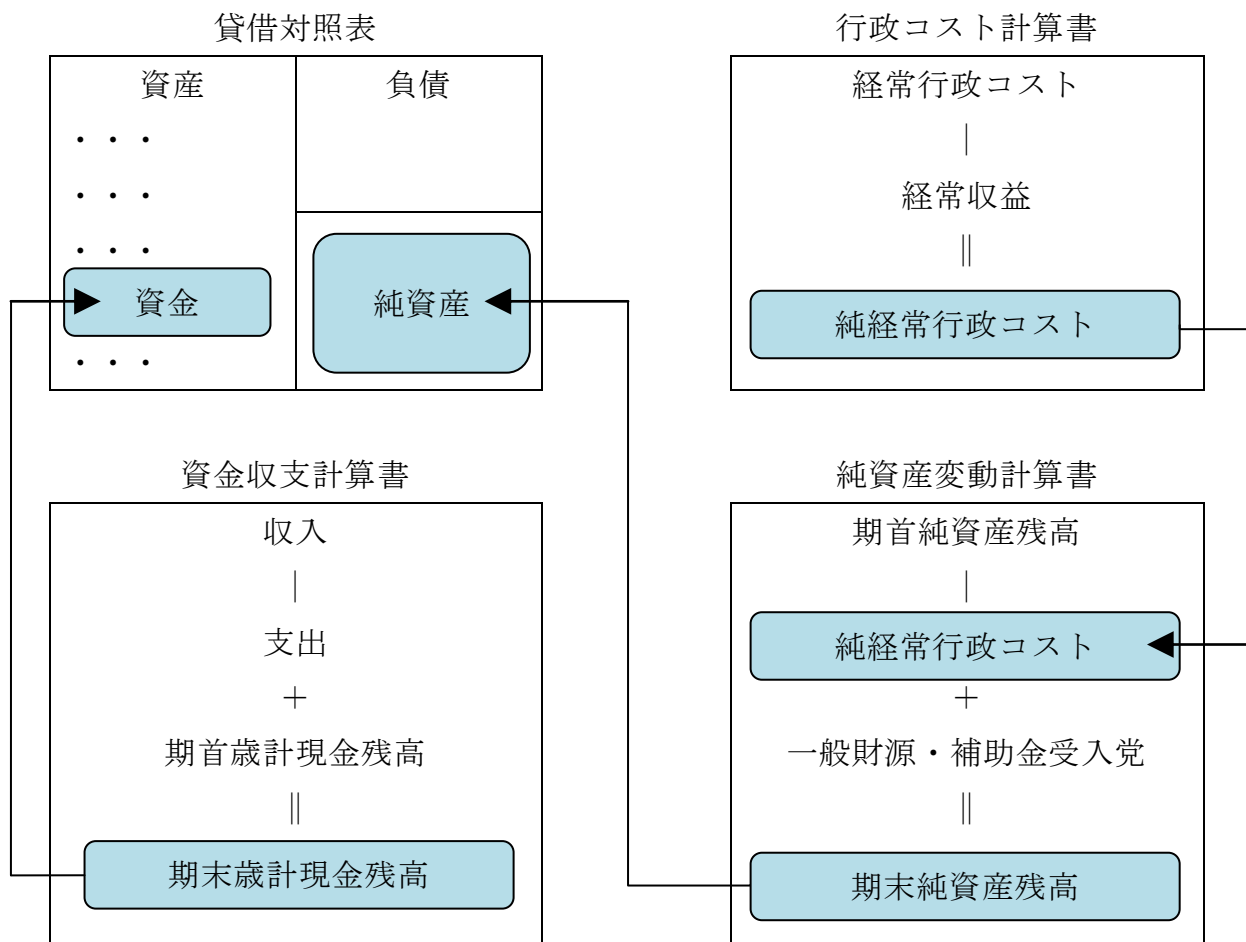 貸借対照表
資産
負債
・・・
・・・
・・・
資金
純資産
・・・
行政コスト計算書
経常行政コスト
|
経常収益
||
純経常行政コスト
資金収支計算書
収入
|
支出
+
期首歳計現金残高
||
期末歳計現金残高
純資産変動計算書
期首純資産残高
|
純経常行政コスト
+
一般財源・補助金受入党
||
期末純資産残高